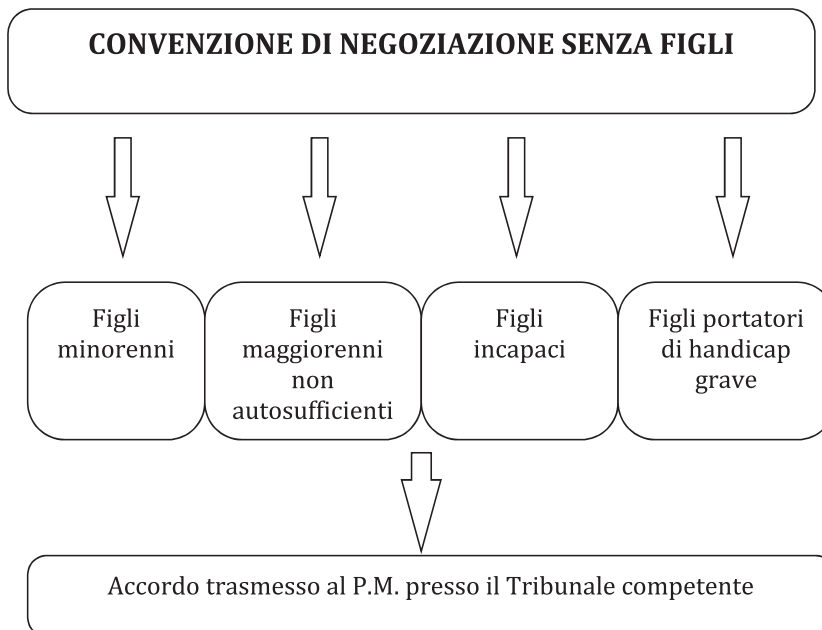 CONVENZIONE DI NEGOZIAZIONE SENZA FIGLI
Figli
minorenni
Figli
maggiorenni
non
autosufficienti
Figli
incapaci
Figli portatori
di handicap
grave
Accordo trasmesso al P.M. presso il Tribunale competente